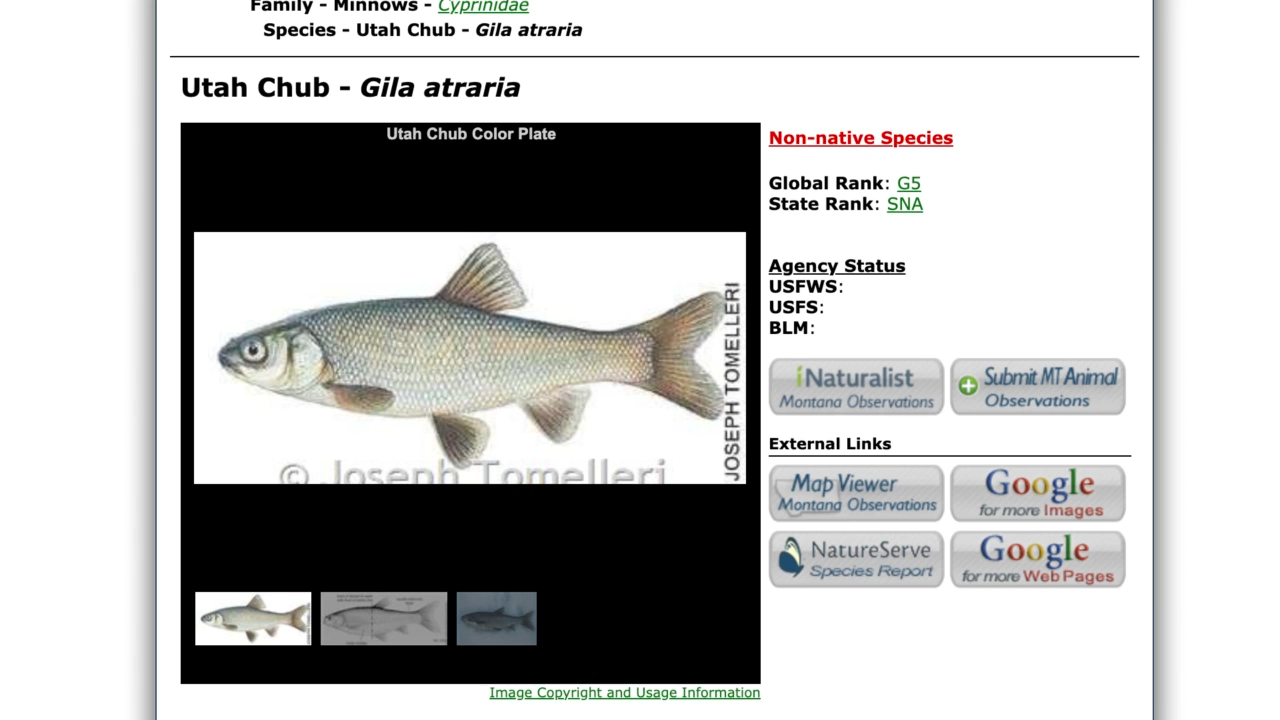 Family - Minnows - Cyprinidae
Species - Utah Chub - Gila atraria
Utah Chub - Gila atraria
Utah Chub Color Plate
JOSEPH TOMELLERI
© Joseph Tomelleri
Image Copyright and Usage Information
Non-native Species
Global Rank: G5
State Rank: SNA
Agency Status
USFWS:
USFS:
BLM:
iNaturalist
Montana Observations
Submit MT Animal
Observations
External Links
Map Viewer
Montana Observations
Google
for more Images
NatureServe
Species Report
Google
for more Web Pages